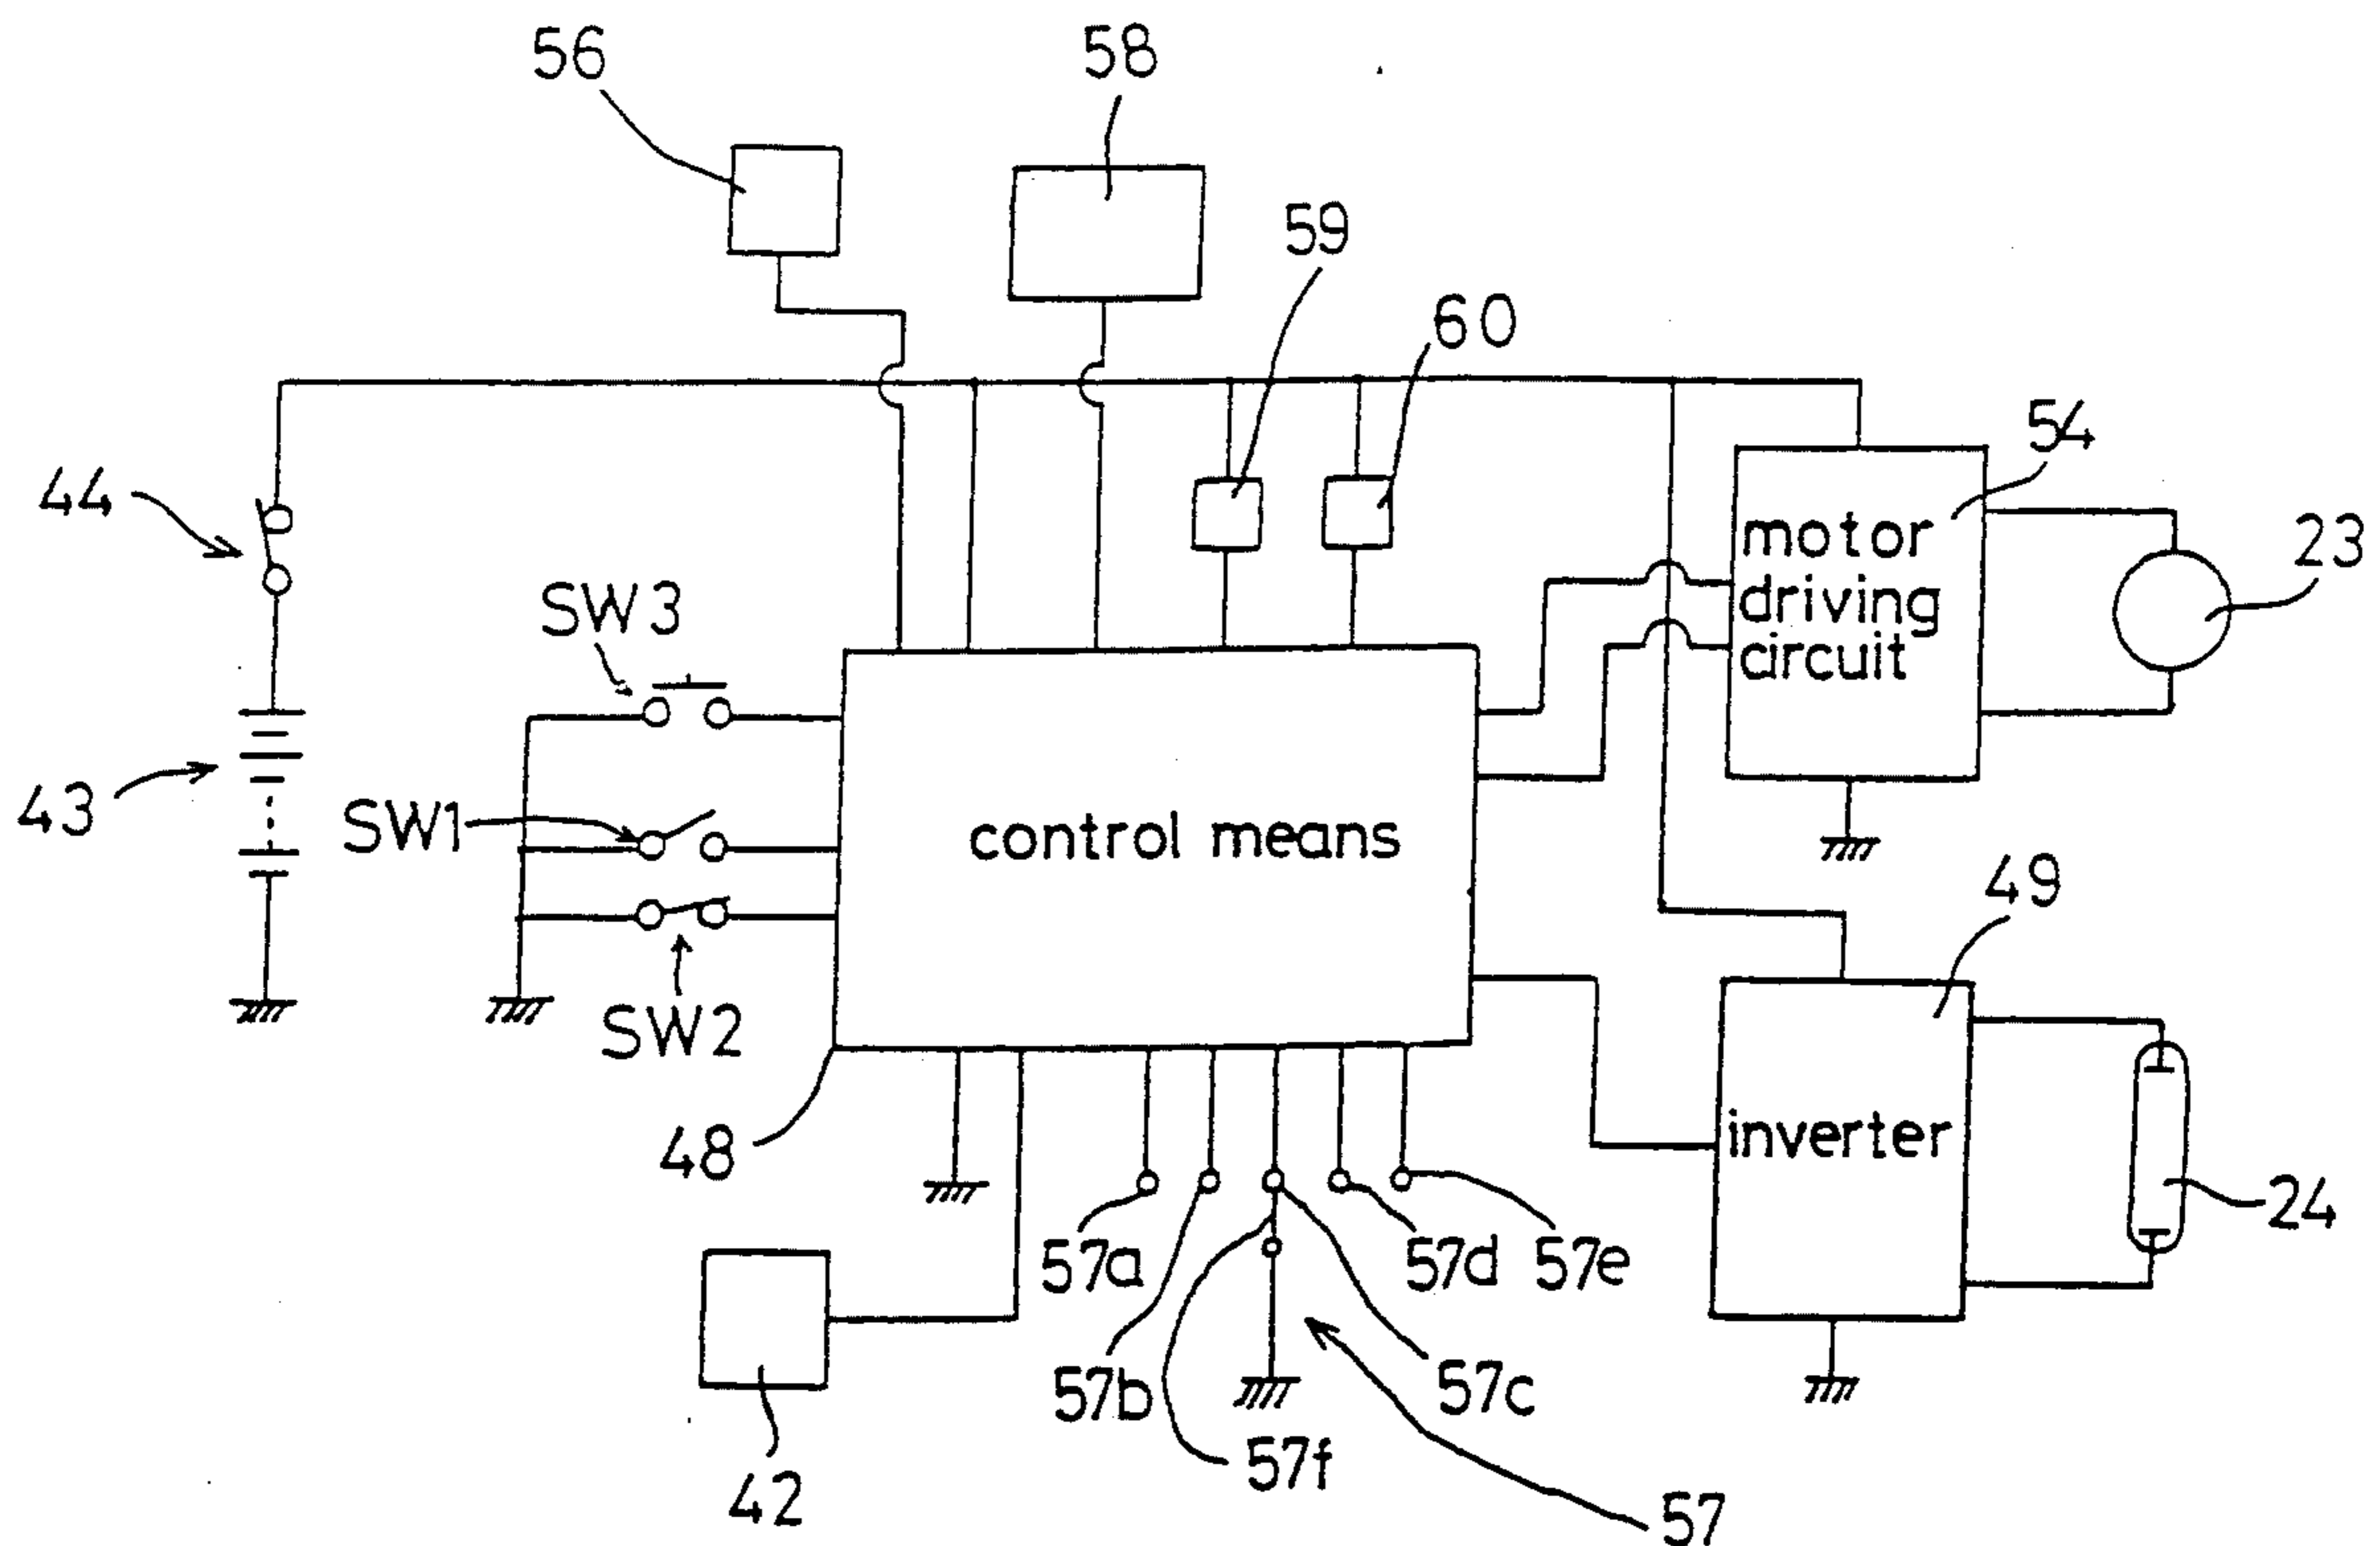 56
58
59
60
44
54
motor
driving
circuit
23
SW3
43
SW1
control means
49
SW2
48
inverter
24
57a
57d
57e
57b
57c
57f
42
57